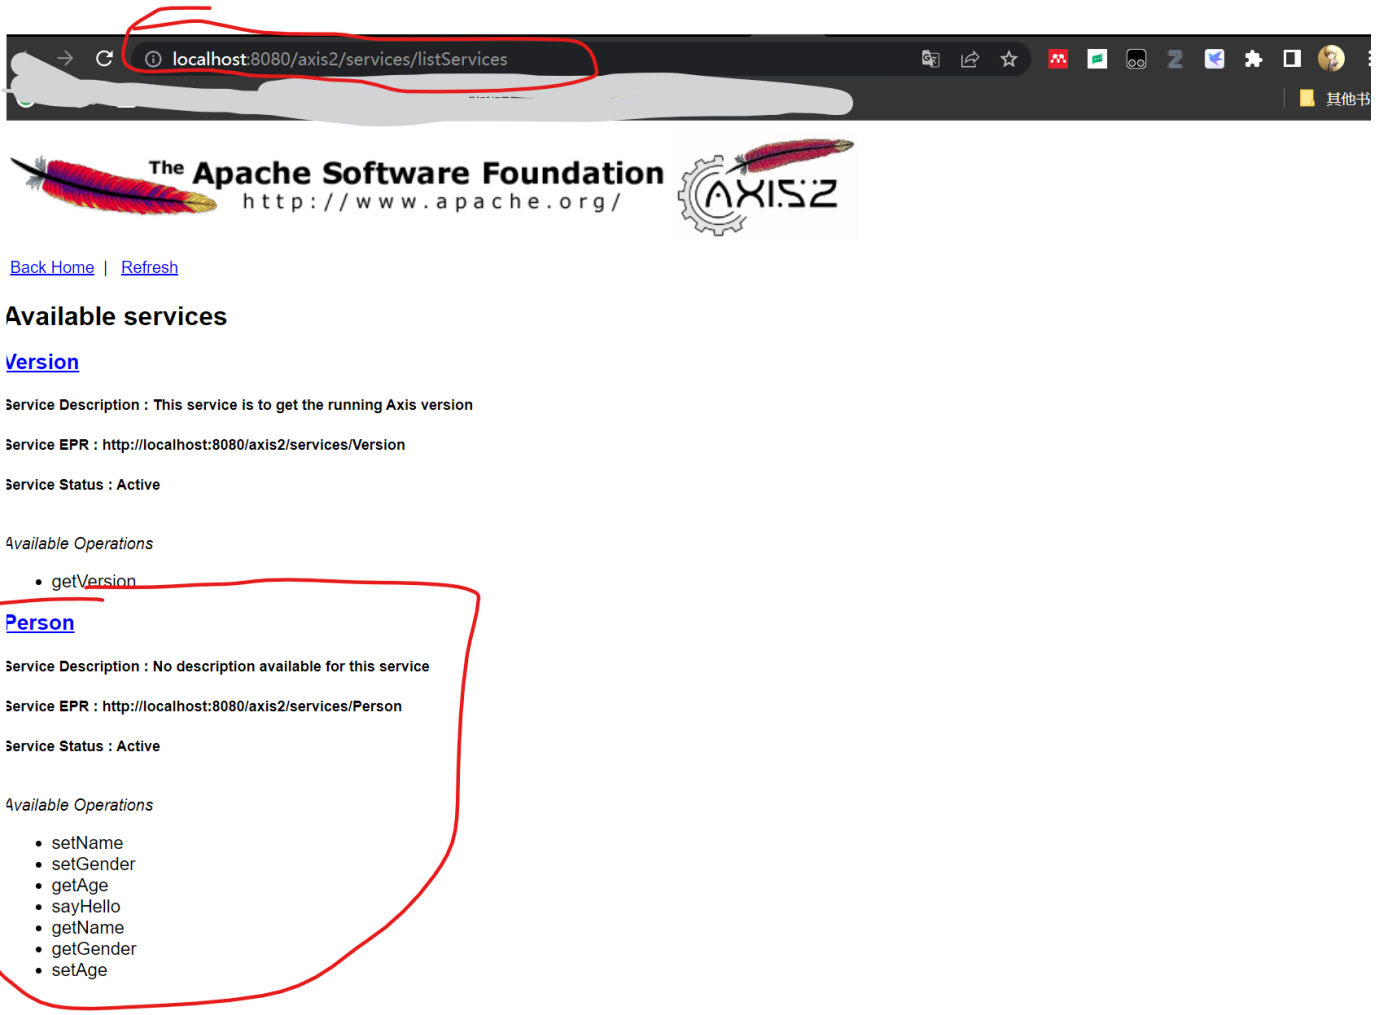 localhost:8080/axis2/services/listServices
其他书
The Apache Software Foundation
http://www.apache.org/
AXIS2
Back Home | Refresh
Available services
Version
Service Description : This service is to get the running Axis version
Service EPR : http://localhost:8080/axis2/services/Version
Service Status : Active
Available Operations
• getVersion
Person
Service Description : No description available for this service
Service EPR : http://localhost:8080/axis2/services/Person
Service Status : Active
Available Operations
• setName
• setGender
• getAge
• sayHello
• getName
• getGender
• setAge